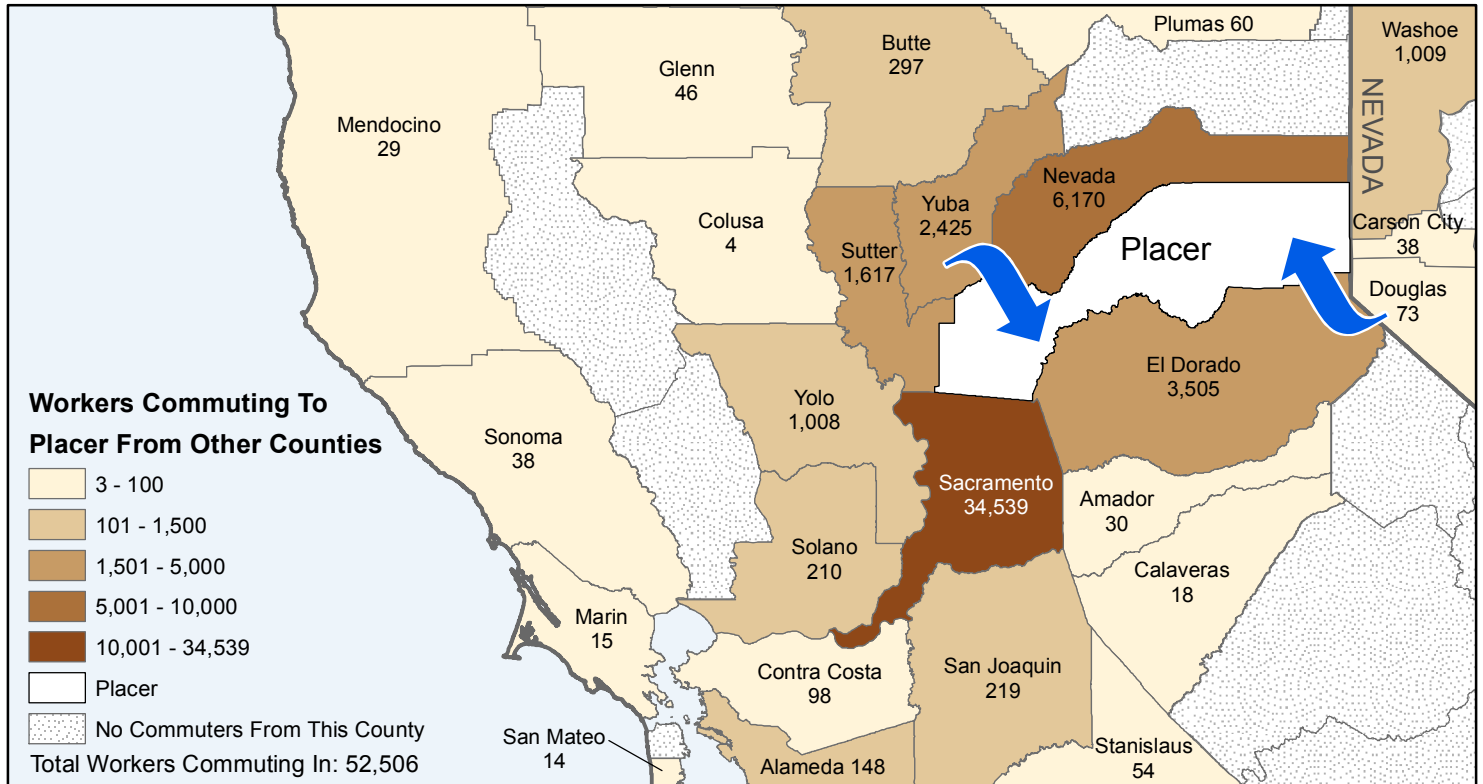 Plumas 60
Washoe
1,009
Butte
297
Glenn
46
NEVADA
Mendocino
29
Nevada
6,170
Yuba
2,425
Colusa
4
Sutter
1,617
Placer
Carson City
38
Douglas
73
El Dorado
3,505
Yolo
1,008
Sonoma
38
Sacramento
34,539
Amador
30
Solano
210
Calaveras
18
Marin
15
Contra Costa
98
San Joaquin
219
San Mateo
14
Alameda 148
Stanislaus
54
Workers Commuting To
Placer From Other Counties
3 - 100
101 - 1,500
1,501 - 5,000
5,001 - 10,000
10,001 - 34,539
Placer
No Commuters From This County
Total Workers Commuting In: 52,506